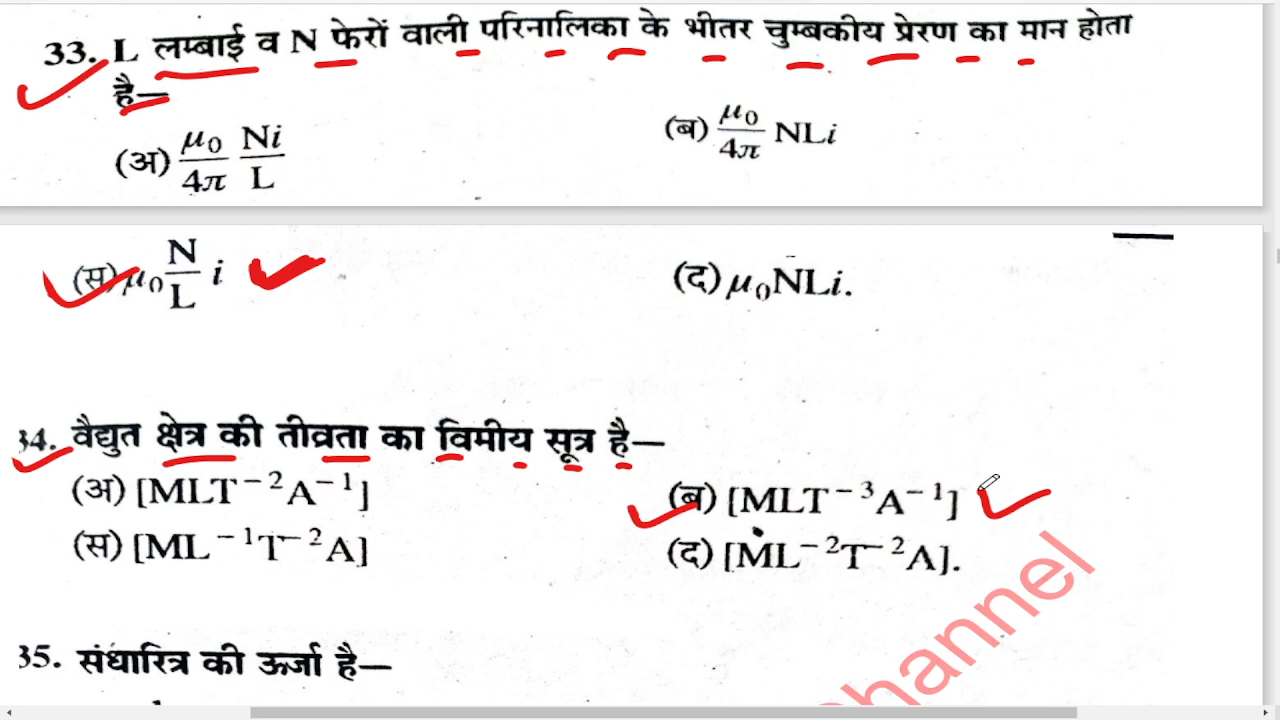 33. L लम्बाई व N फेरों वाली परिनालिका के भीतर चुम्बकीय प्रेरण का मान होता
है—
(अ) μ₀/4π Ni/L (ब) μ₀/4π NLi
(स) μ₀ N/L i (द) μ₀NLi.
34. वैद्युत क्षेत्र की तीव्रता का विमीय सूत्र है—
(अ) [MLT⁻²A⁻¹] (ब) [MLT⁻³A⁻¹]
(स) [ML⁻¹T⁻²A] (द) [ML⁻²T⁻²A].
35. संधारित्र की ऊर्जा है—